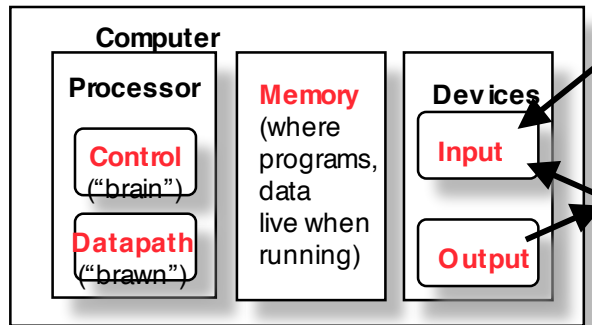 Computer
Processor
Control
(“brain”)
Datapath
(“brawn”)
Memory
(where
programs,
data
live when
running)
Devices
Input
Output